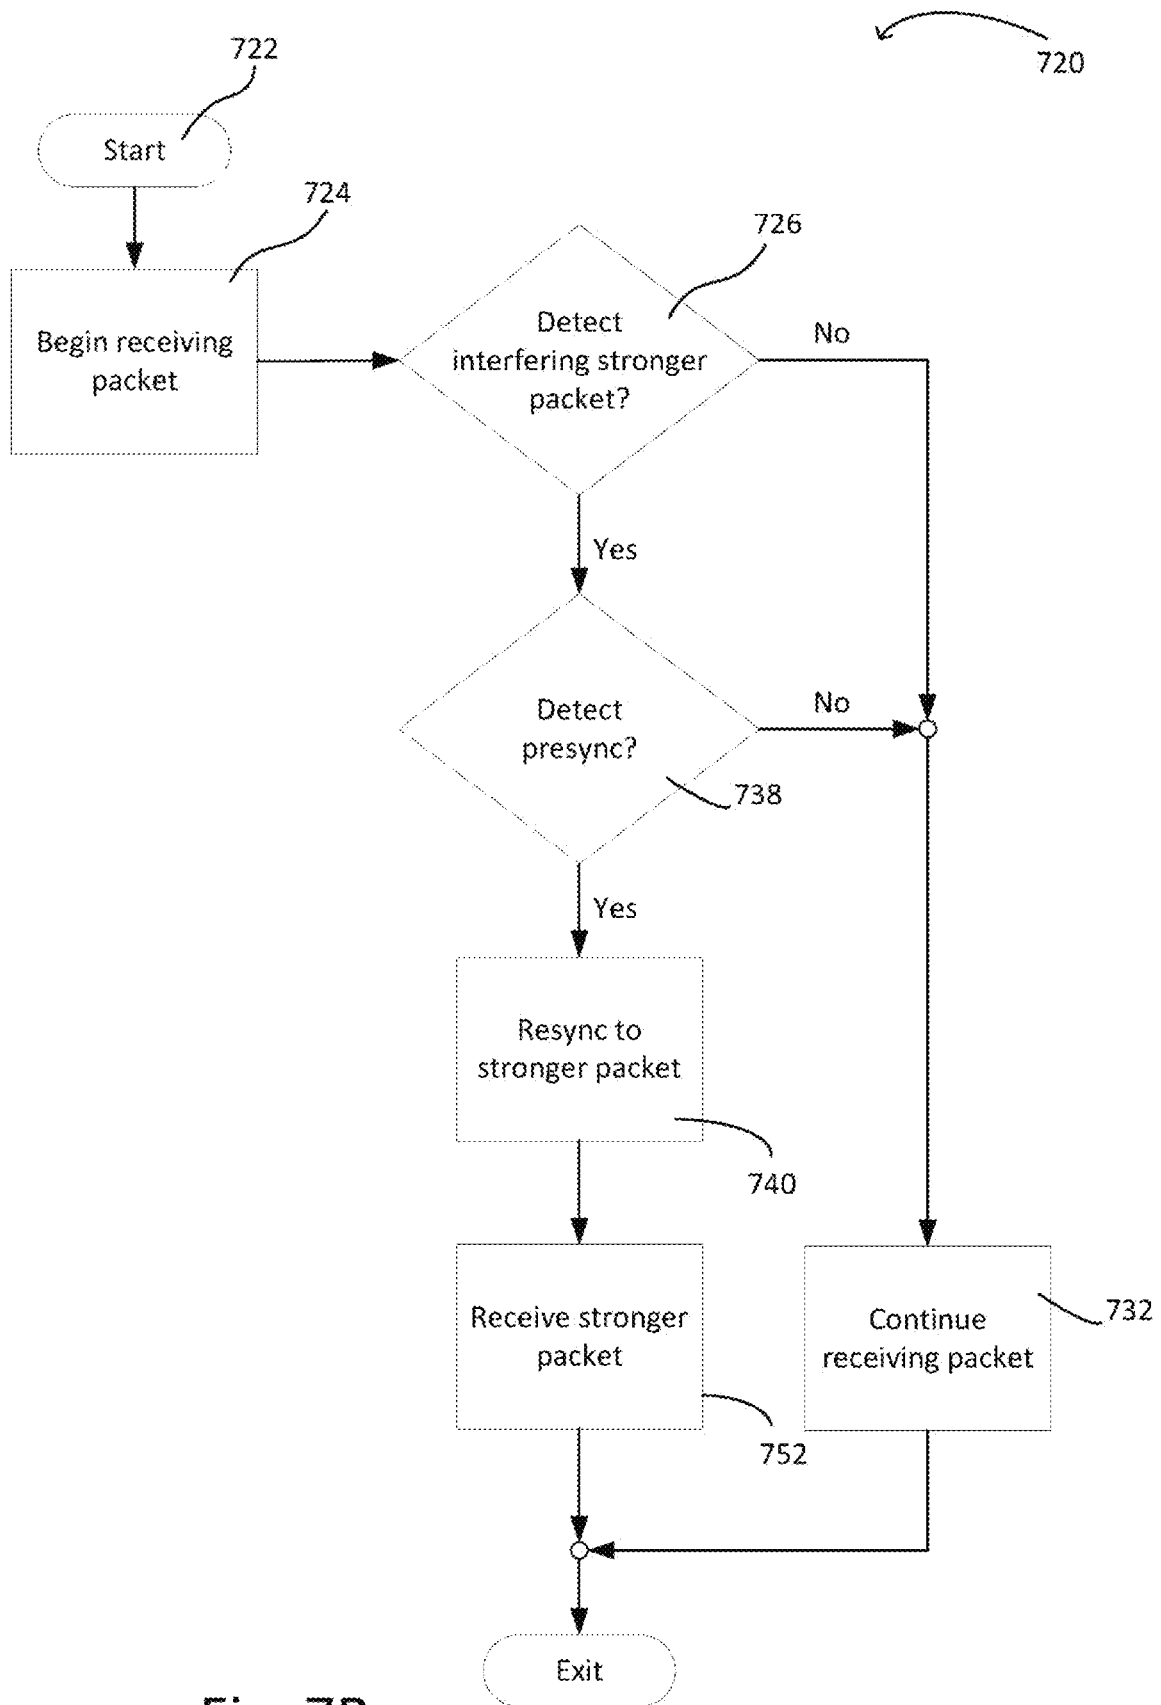 720
722
Start
724
Begin receiving
packet
726
Detect
interfering stronger
packet?
No
Yes
Detect
presync?
No
738
Yes
Resync to
stronger packet
740
Receive stronger
packet
752
Continue
receiving packet
732
Exit